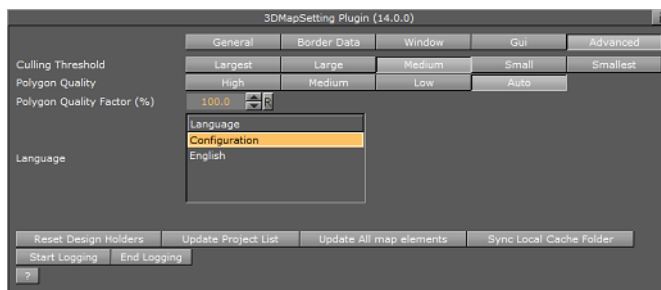 3DMapSetting Plugin (14.0.0)
General Border Data Window Gui Advanced
Culling Threshold Largest Large Medium Small Smallest
Polygon Quality High Medium Low Auto
Polygon Quality Factor (%) 100.0 R
Language
Configuration
Language English
Reset Design Holders Update Project List Update All map elements Sync Local Cache Folder
Start Logging End Logging
?